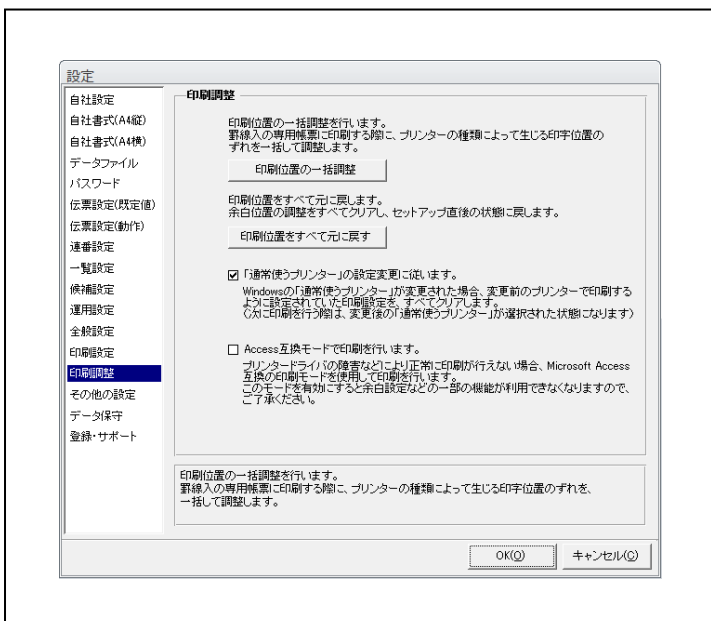 設定
自社設定
自社書式(A4縦)
自社書式(A4横)
データファイル
パスワード
伝票設定(既定値)
伝票設定(動作)
連番設定
一覧設定
候補設定
運用設定
全般設定
印刷設定
印刷調整
その他の設定
データ保守
登録・サポート
印刷調整
印刷位置の一括調整を行います。
罫線入の専用帳票に印刷する際に、プリンターの種類によって生じる印字位置の
ずれを一括して調整します。
印刷位置の一括調整
印刷位置をすべて元に戻します。
余白位置の調整をすべてクリアし、セットアップ直後の状態に戻します。
印刷位置をすべて元に戻す
「通常使うプリンター」の設定変更に従います。
Windowsの「通常使うプリンター」が変更された場合、変更前のプリンターで印刷する
ように設定されていた印刷設定を、すべてクリアします。
(次に印刷を行う際は、変更後の「通常使うプリンター」が選択された状態になります)
Access互換モードで印刷を行います。
プリンタードライバの障害などにより正常に印刷が行えない場合、Microsoft Access
互換の印刷モードを使用して印刷を行います。
このモードを有効にすると余白設定などの一部の機能が利用できなくなりますので、
ご了承ください。
印刷位置の一括調整を行います。
罫線入の専用帳票に印刷する際に、プリンターの種類によって生じる印字位置のずれを、
一括して調整します。
OK(O)
キャンセル(C)